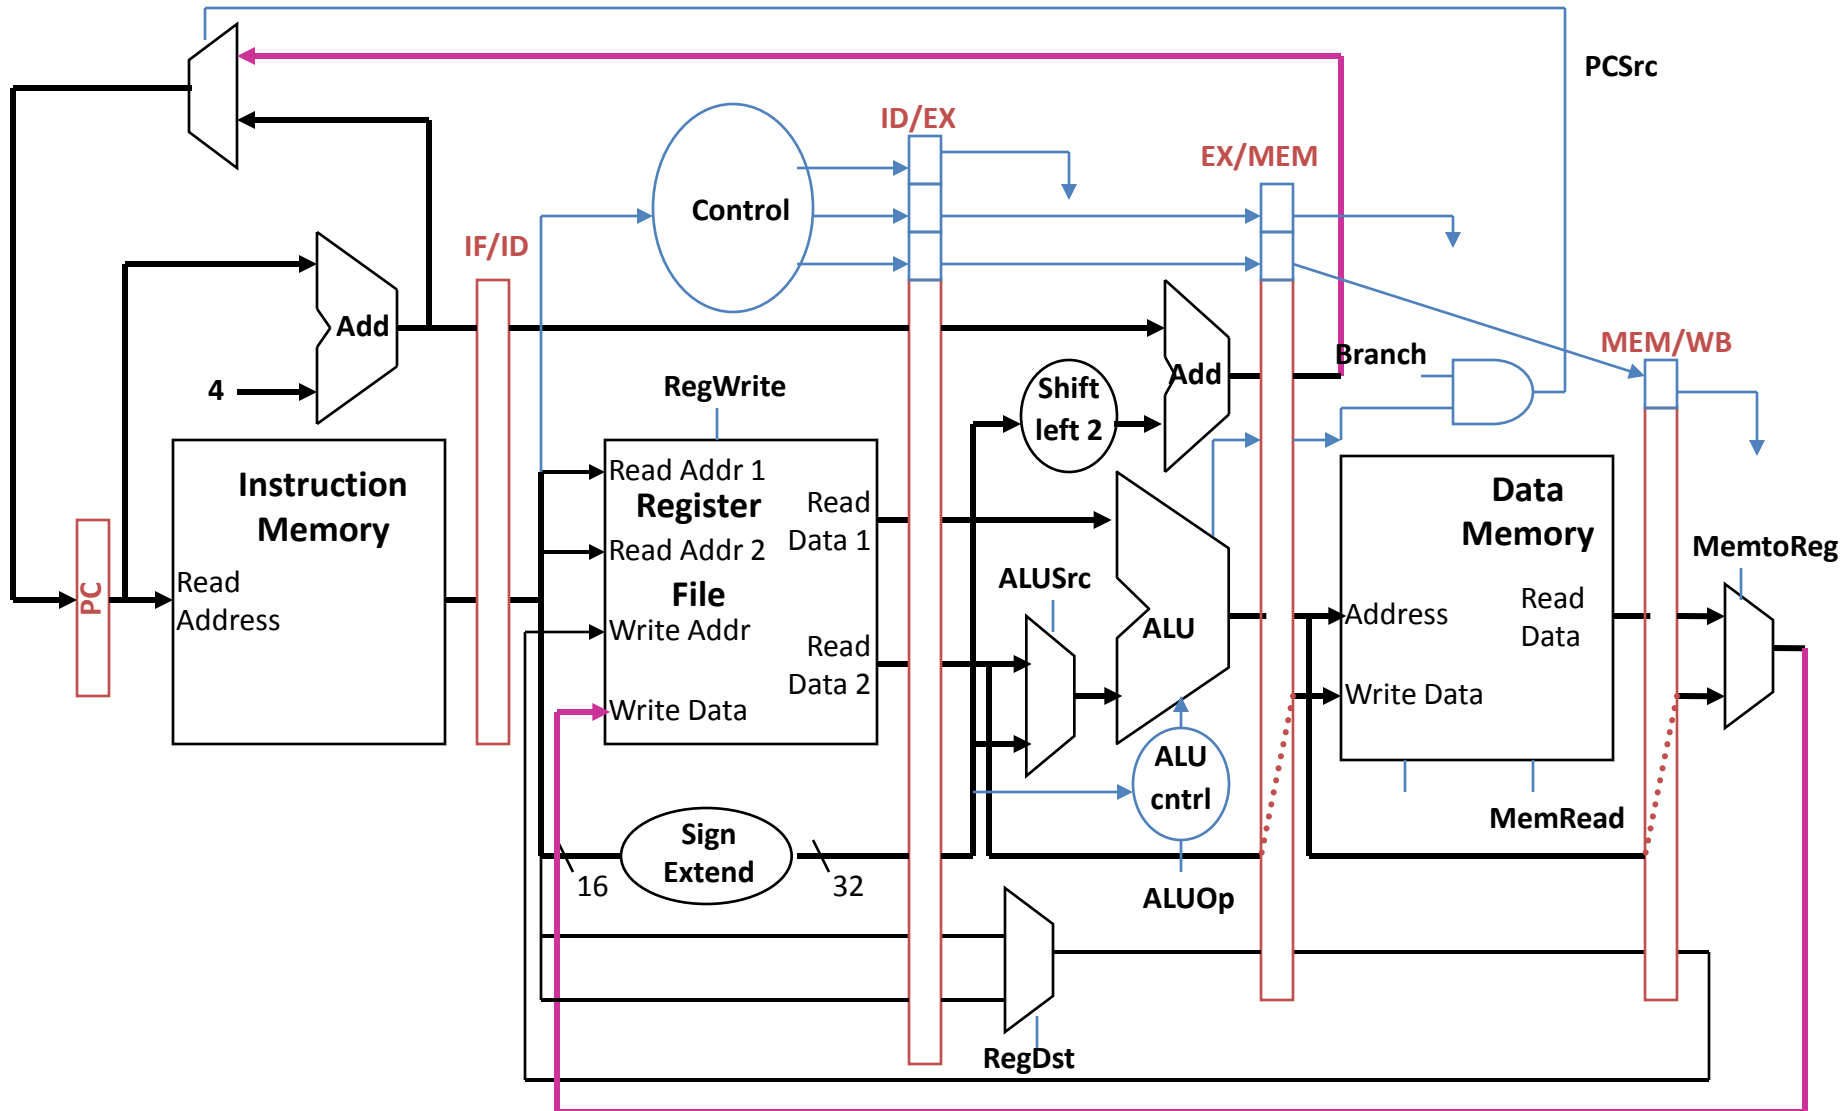 PCSrc
ID/EX
EX/MEM
Control
IF/ID
Add
4
MEM/WB
Branch
Add
Shift
left 2
RegWrite
Instruction
Memory
Read Addr 1
Register
Read Addr 2
File
Write Addr
Write Data
Read
Data 1
Read
Data 2
Data
Memory
MemtoReg
PC
Read
Address
ALUSrc
ALU
Address
Read
Data
Write Data
ALU
cntrl
MemRead
Sign
Extend
16
32
ALUOp
RegDst